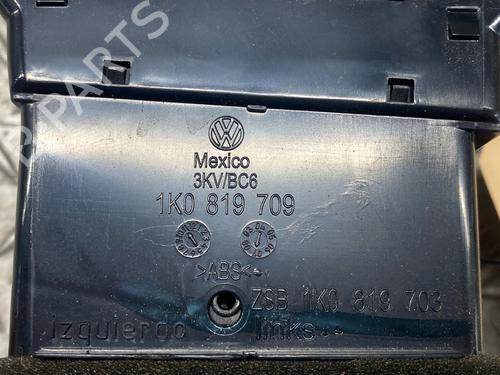 B-PARTS
Mexico
3KV/BC6
1K0 819 709
>ABS<
ZSB 1K0 819 703
izquierdo links